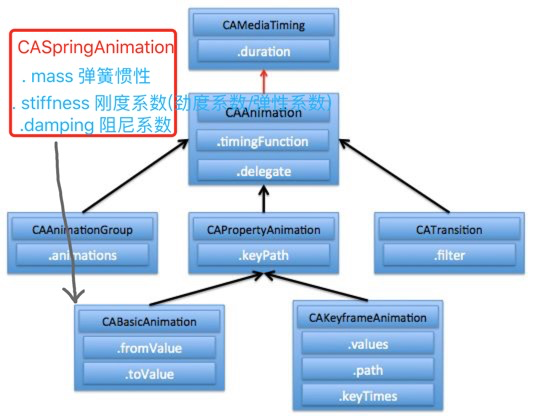 CAMediaTiming
.duration
CASpringAnimation
. mass 弹簧惯性
. stiffness 刚度系数(劲度系数/弹性系数)
.damping 阻尼系数
CAAnimation
.timingFunction
.delegate
CAAnimationGroup
.animations
CAPropertyAnimation
.keyPath
CATransition
.filter
CABasicAnimation
.fromValue
.toValue
CAKeyframeAnimation
.values
.path
.keyTimes